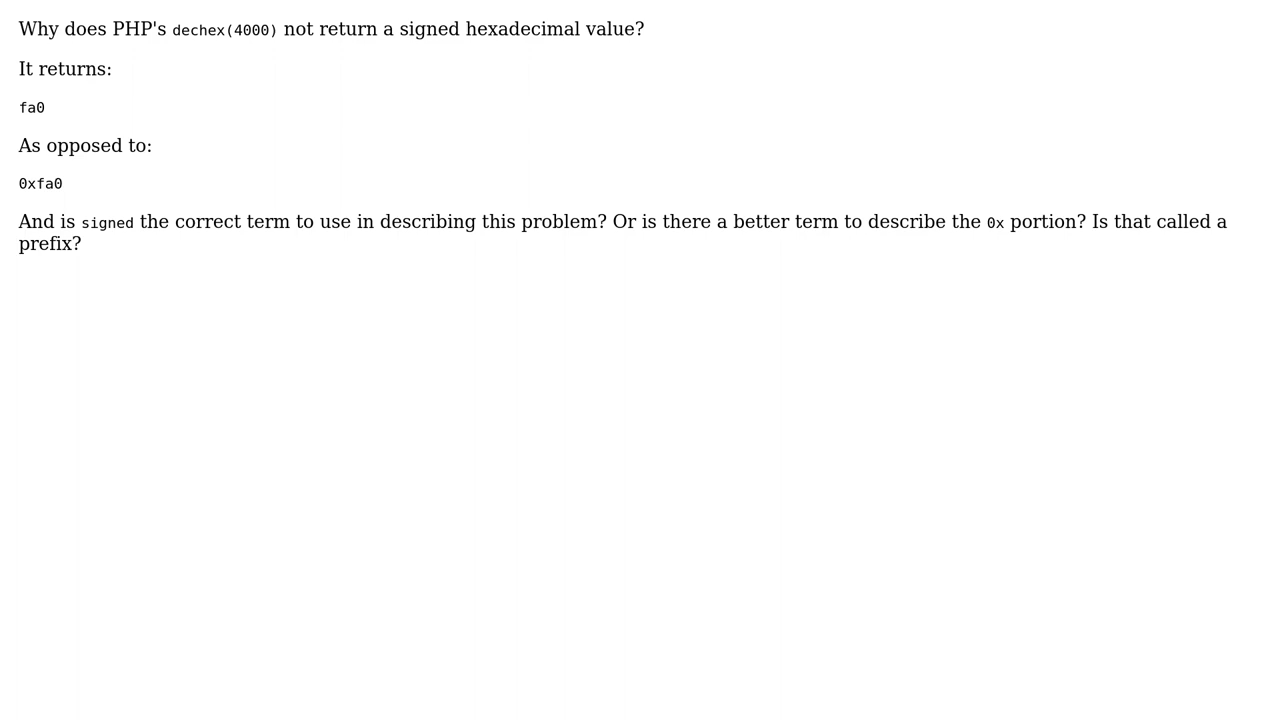 Why does PHP's dechex(4000) not return a signed hexadecimal value?
It returns:
fa0
As opposed to:
0xfa0
And is signed the correct term to use in describing this problem? Or is there a better term to describe the 0x portion? Is that called a
prefix?